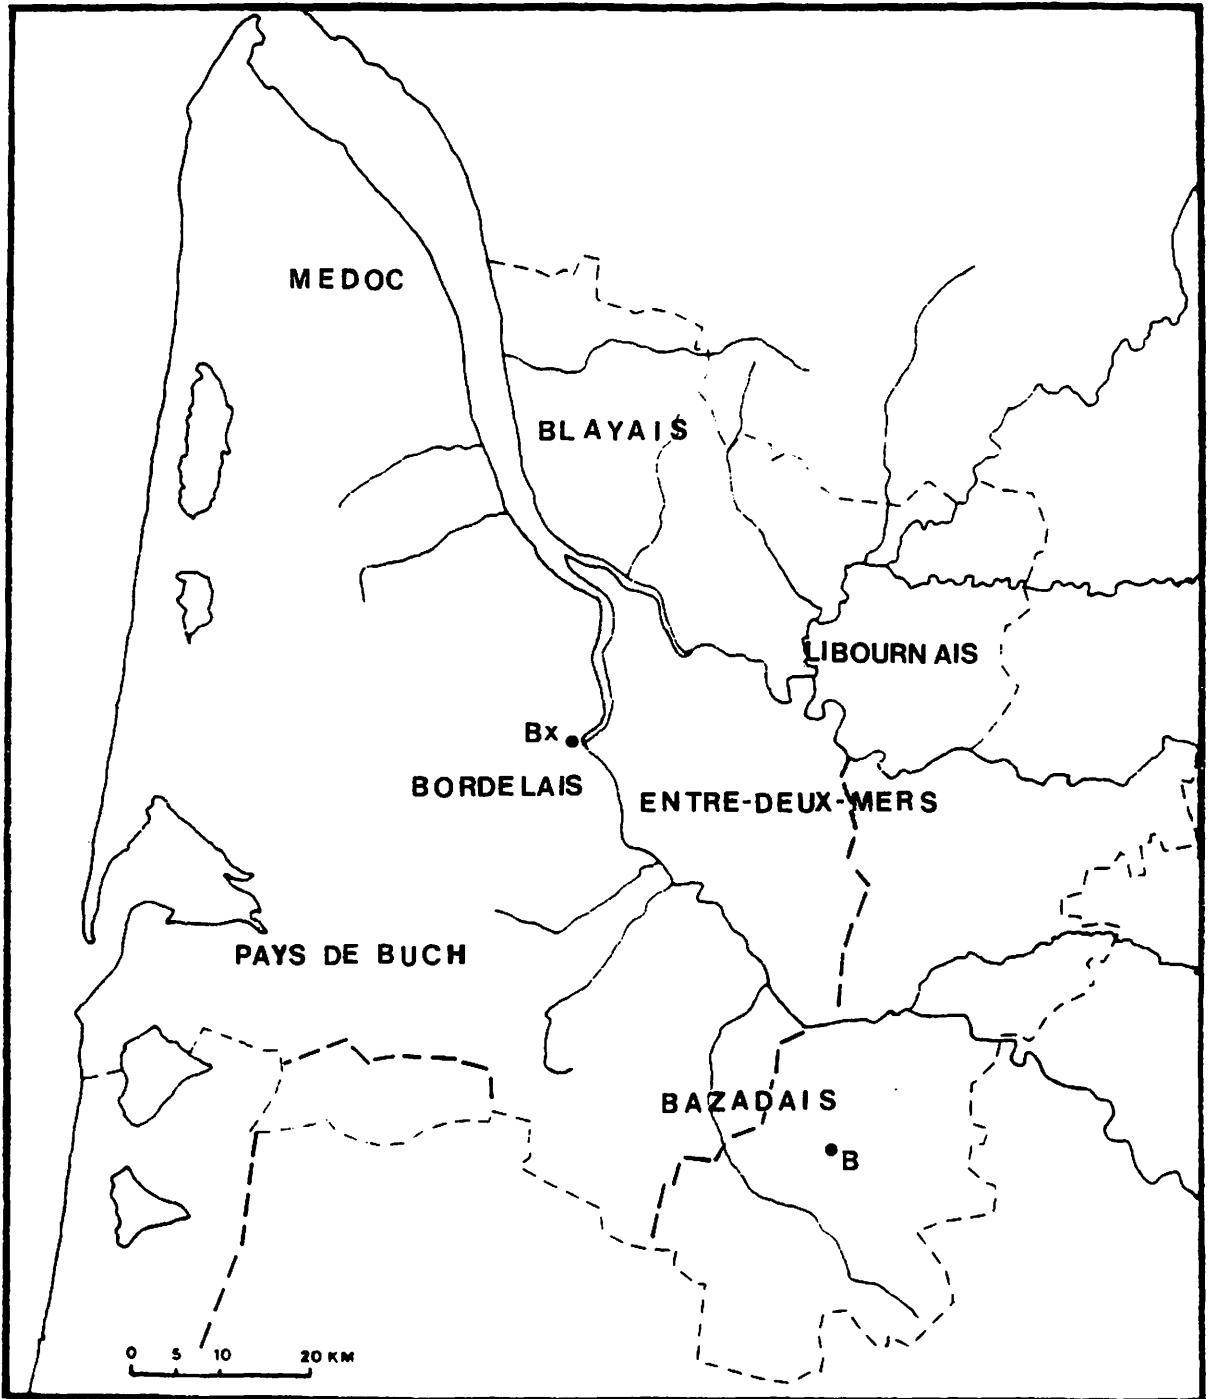 MEDOC
BLAYAIS
LIBOURNAIS
Bx
BORDELAIS
ENTRE-DEUX-MERS
PAYS DE BUCH
BAZADAIS
B
0 5 10 20 KM